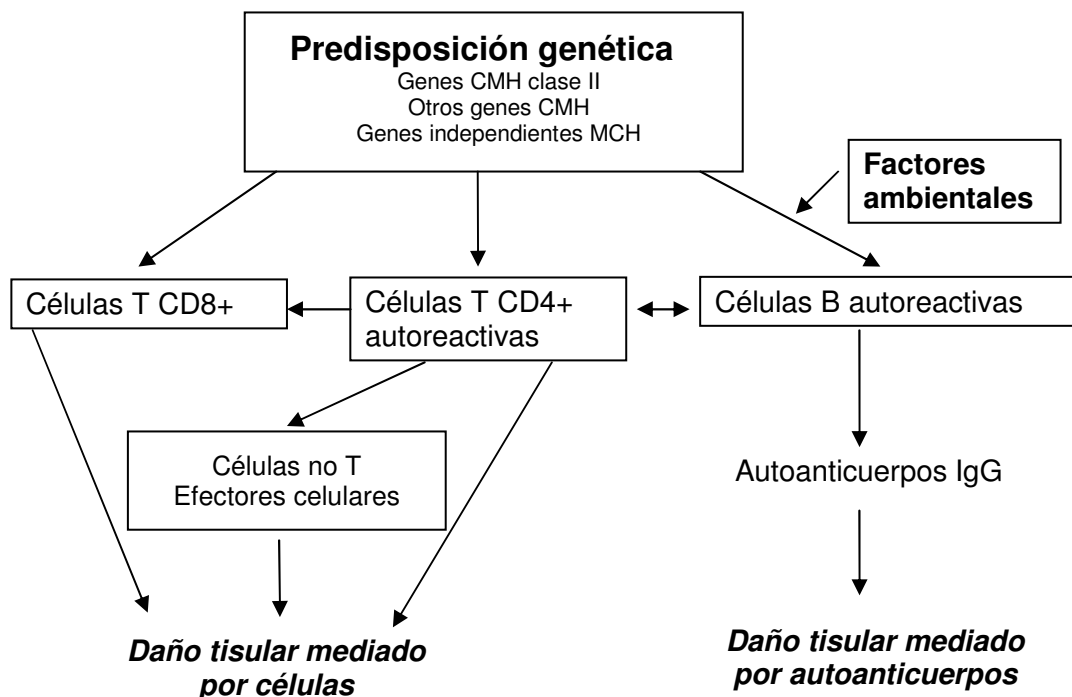 Predisposición genética
Genes CMH clase II
Otros genes CMH
Genes independientes MCH
Factores
ambientales
Células T CD8+
Células T CD4+
autoreactivas
Células B autoreactivas
Células no T
Efectores celulares
Autoanticuerpos IgG
Daño tisular mediado
por células
Daño tisular mediado
por autoanticuerpos